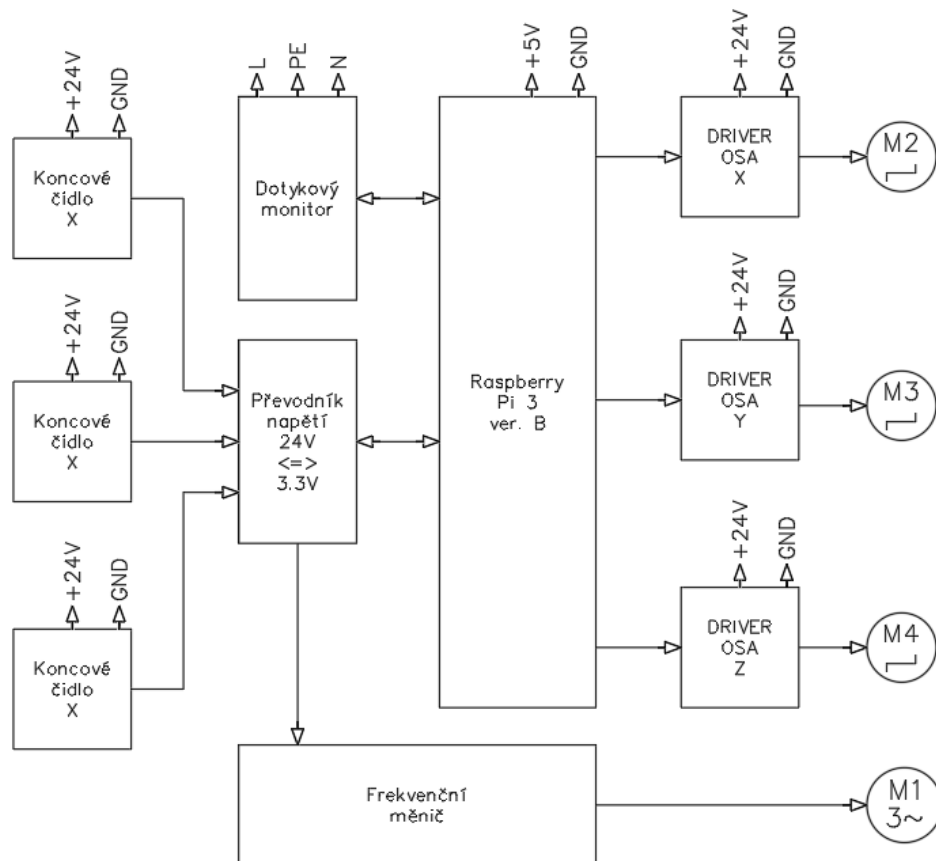 +24V
GND
Koncové
čidlo
X
L
PE
N
Dotykový
monitor
+5V
GND
Raspberry
Pi 3
ver. B
+24V
GND
DRIVER
OSA
X
M2
+24V
GND
Koncové
čidlo
X
Převodník
napětí
24V
<=>
3.3V
+24V
GND
DRIVER
OSA
Y
M3
+24V
GND
Koncové
čidlo
X
+24V
GND
DRIVER
OSA
Z
M4
Frekvenční
měnič
M1
3~